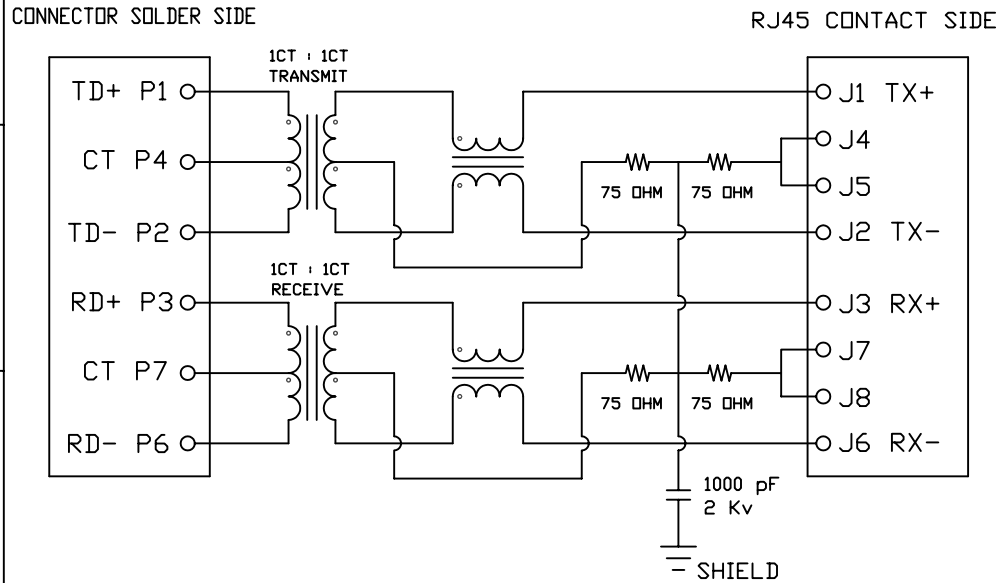 CONNECTOR SOLDER SIDE
RJ45 CONTACT SIDE
1CT : 1CT
TRANSMIT
TD+ P1
CT P4
TD- P2
RD+ P3
CT P7
RD- P6
1CT : 1CT
RECEIVE
75 OHM
75 OHM
75 OHM
75 OHM
J1 TX+
J4
J5
J2 TX-
J3 RX+
J7
J8
J6 RX-
1000 pF
2 Kv
SHIELD